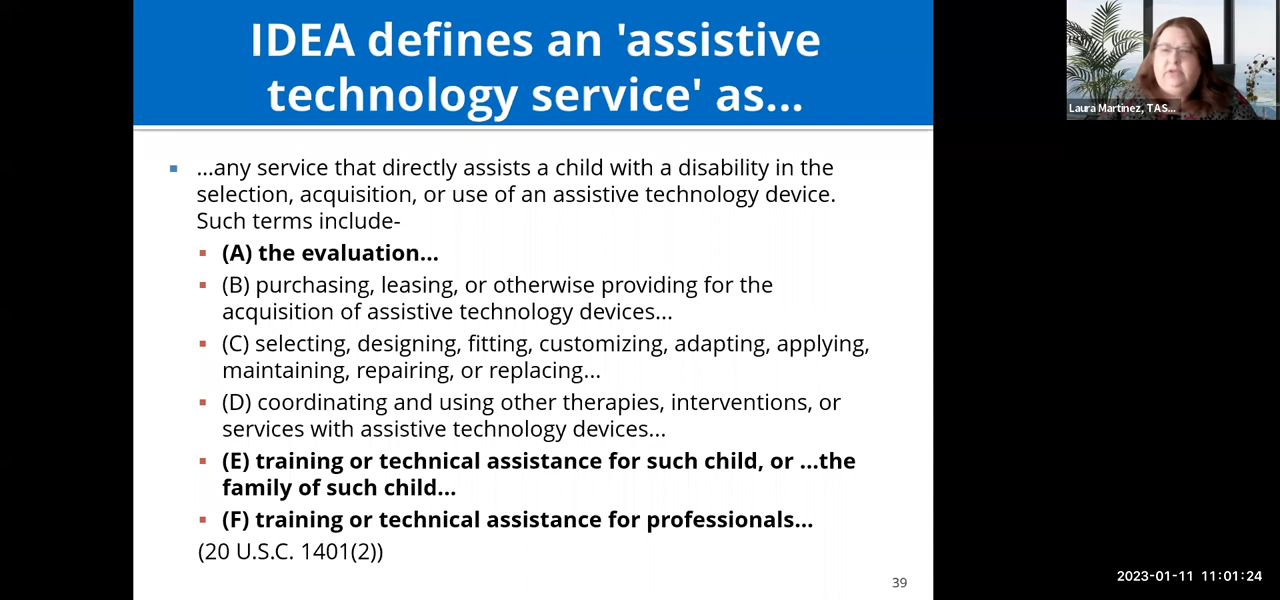 IDEA defines an 'assistive
technology service' as...
...any service that directly assists a child with a disability in the
selection, acquisition, or use of an assistive technology device.
Such terms include-
(A) the evaluation...
(B) purchasing, leasing, or otherwise providing for the
acquisition of assistive technology devices...
(C) selecting, designing, fitting, customizing, adapting, applying,
maintaining, repairing, or replacing...
(D) coordinating and using other therapies, interventions, or
services with assistive technology devices...
(E) training or technical assistance for such child, or ...the
family of such child...
(F) training or technical assistance for professionals...
(20 U.S.C. 1401(2))
39
Laura Martinez, TAS...
2023-01-11 11:01:24